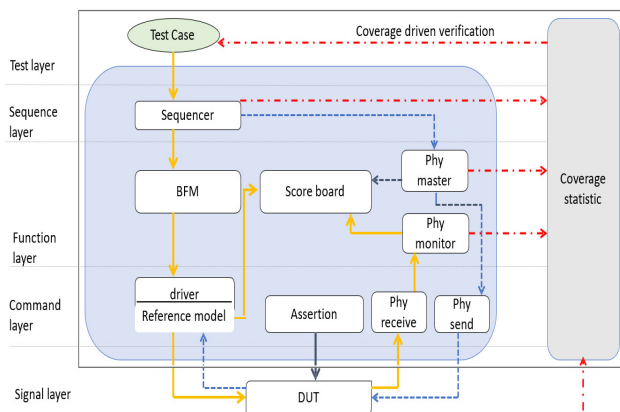 Test Case
Coverage driven verification
Test layer
Sequence
layer
Sequencer
Phy
master
BFM
Score board
Coverage
statistic
Phy
monitor
Function
layer
Command
layer
driver
Reference model
Assertion
Phy
receive
Phy
send
Signal layer
DUT